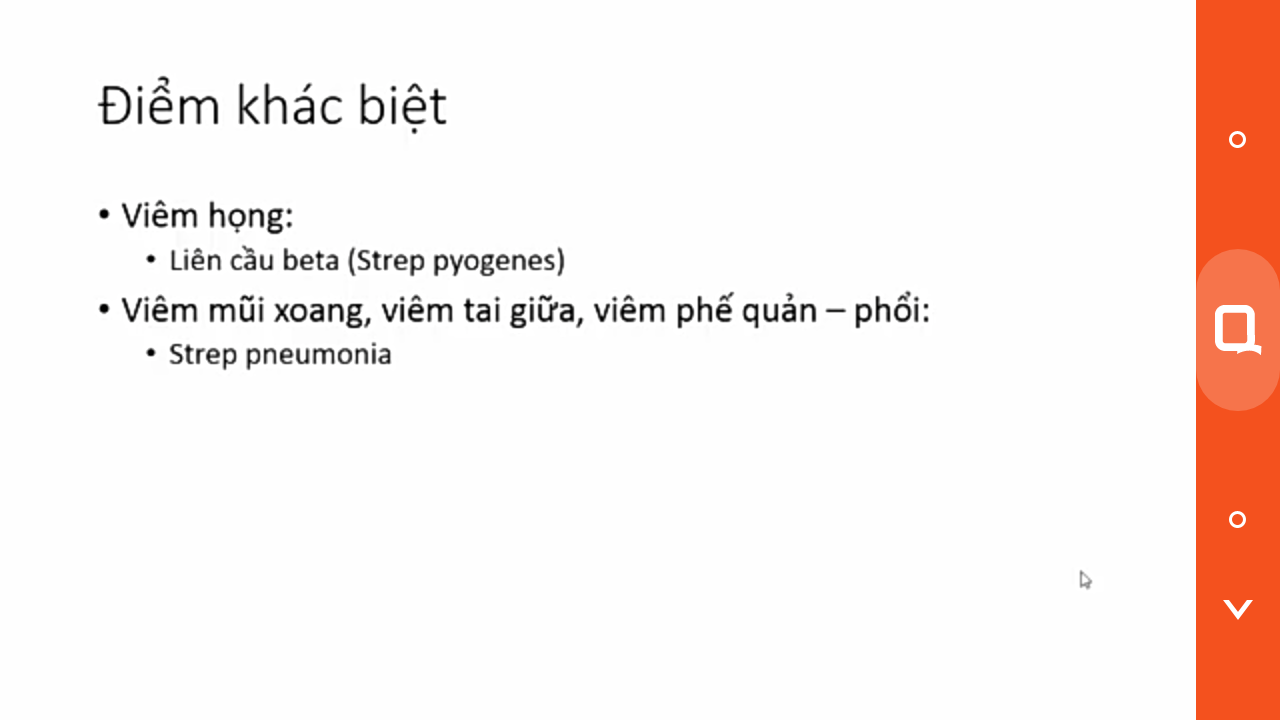 Điểm khác biệt
• Viêm họng:
• Liên cầu beta (Strep pyogenes)
• Viêm mũi xoang, viêm tai giữa, viêm phế quản – phổi:
• Strep pneumonia